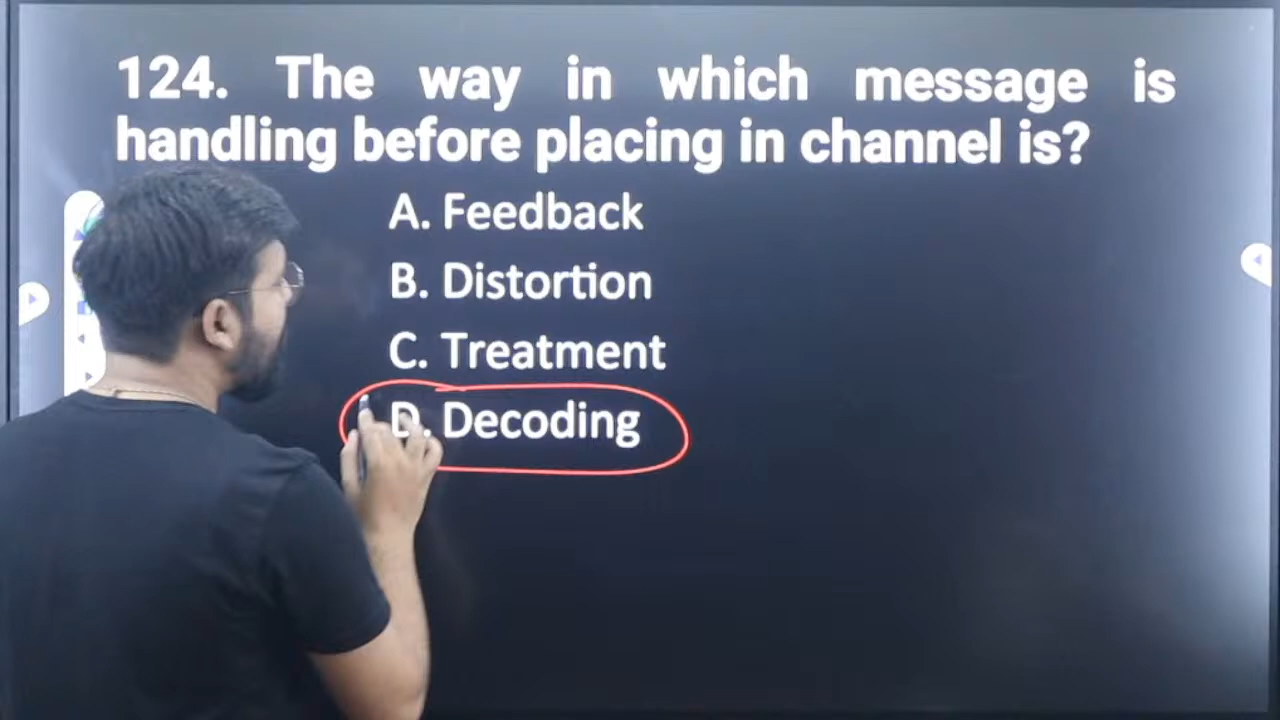 124. The way in which message is
handling before placing in channel is?
A. Feedback
B. Distortion
C. Treatment
D. Decoding